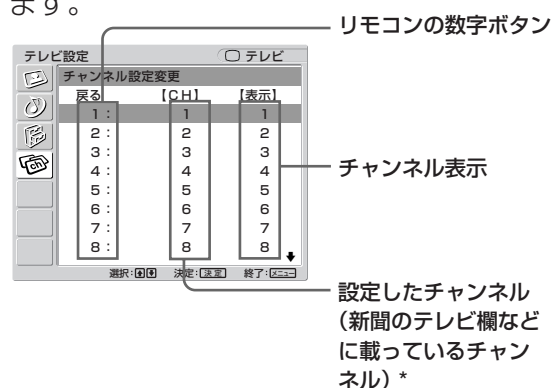 ます。
リモコンの数字ボタン
テレビ設定 テレビ
チャンネル設定変更
戻る 【CH】 【表示】
1: 1 1
2: 2 2
3: 3 3
4: 4 4
5: 5 5
6: 6 6
7: 7 7
8: 8 8
選択: 決定:決定 終了:メニュー
チャンネル表示
設定したチャンネル
(新聞のテレビ欄など
に載っているチャン
ネル)*